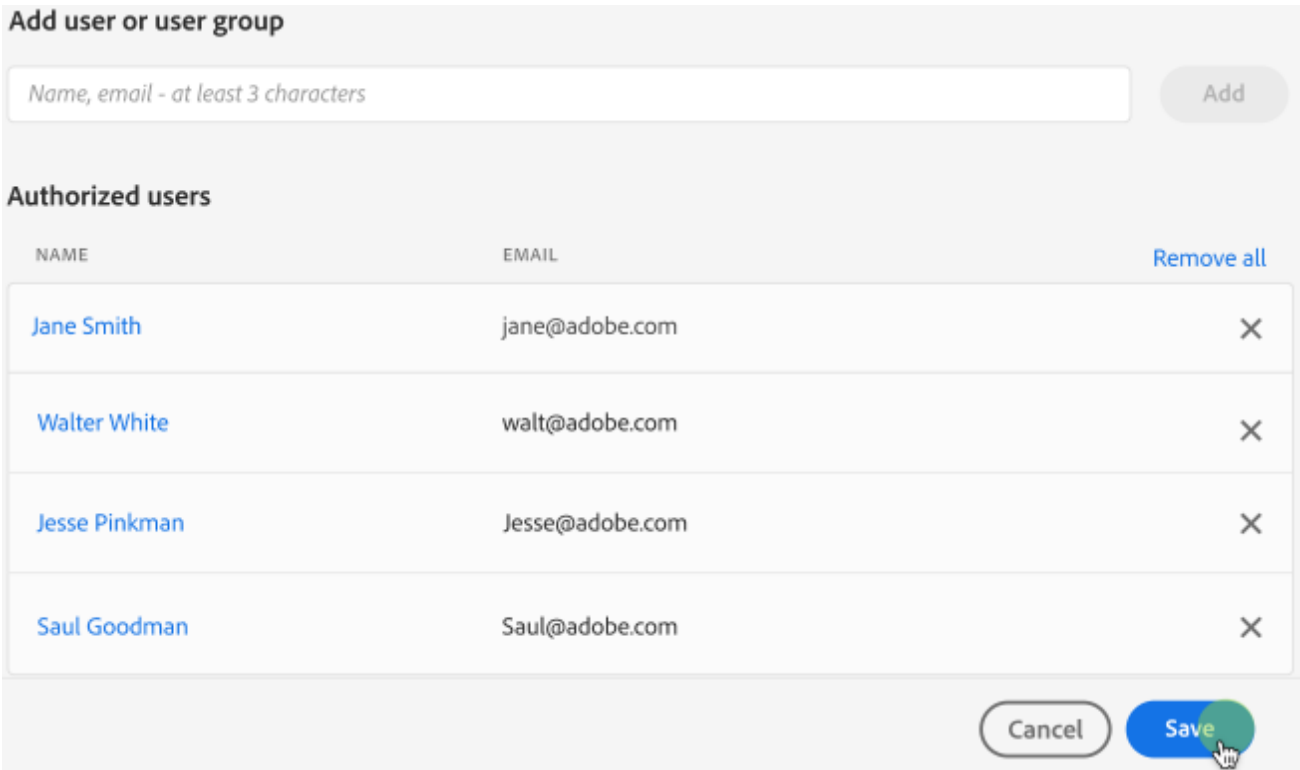 Add user or user group
Name, email - at least 3 characters Add
Authorized users
NAME EMAIL Remove all
Jane Smith jane@adobe.com
Walter White walt@adobe.com
Jesse Pinkman Jesse@adobe.com
Saul Goodman Saul@adobe.com
Cancel Save